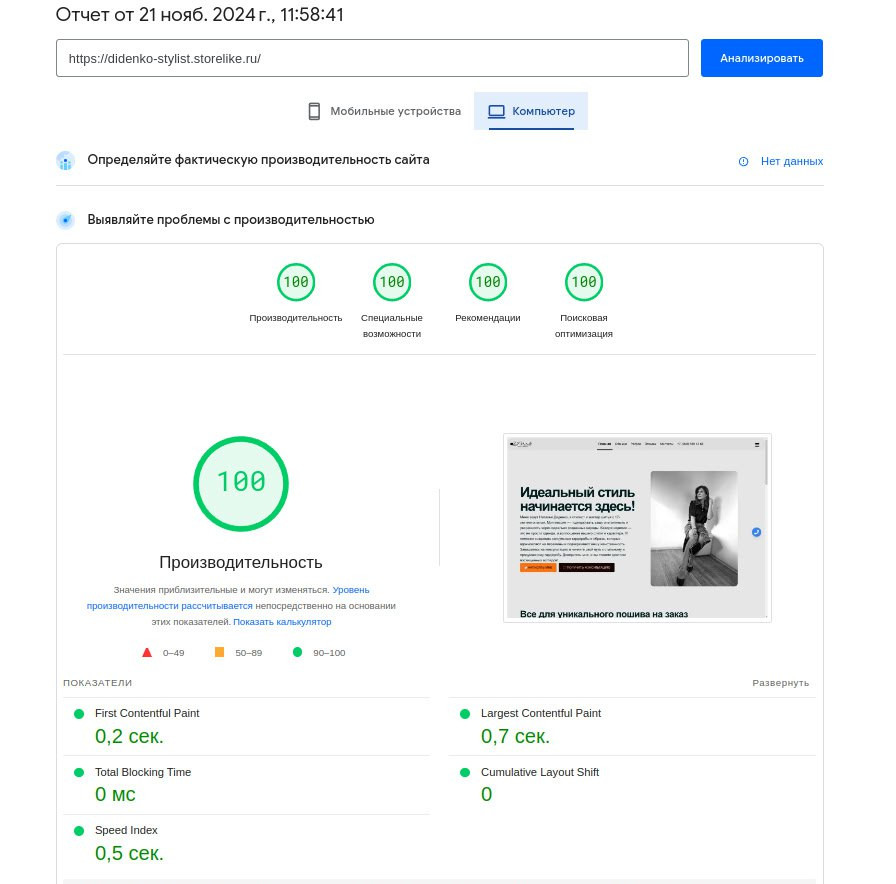 Отчет от 21 нояб. 2024 г., 11:58:41
https://didenko-stylist.storelike.ru/
Анализировать
Мобильные устройства
Компьютер
Определяйте фактическую производительность сайта
Нет данных
Выявляйте проблемы с производительностью
100
100
100
100
Производительность
Специальные возможности
Рекомендации
Поисковая оптимизация
100
Производительность
Значения приблизительные и могут изменяться. Уровень
производительности рассчитывается непосредственно на основании
этих показателей. Показать калькулятор
0–49
50–89
90–100
Идеальный стиль
начинается здесь!
Все для уникального пошива на заказ
ПОКАЗАТЕЛИ
Развернуть
First Contentful Paint
0,2 сек.
Largest Contentful Paint
0,7 сек.
Total Blocking Time
0 мс
Cumulative Layout Shift
0
Speed Index
0,5 сек.